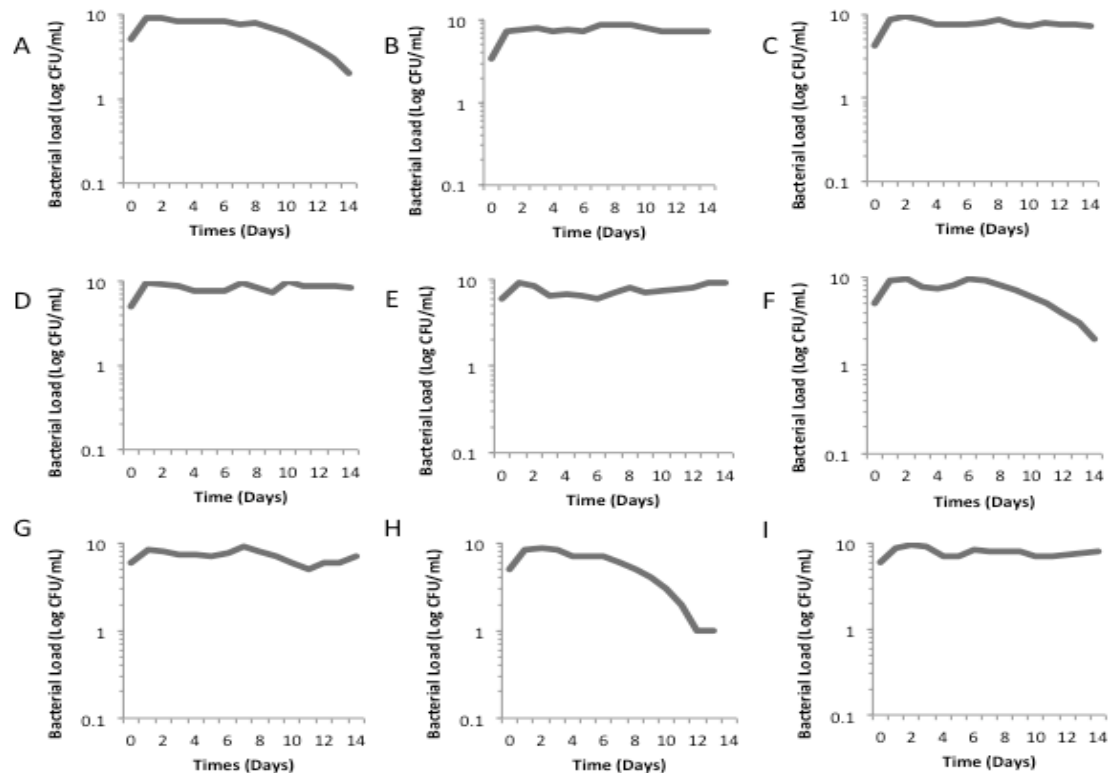 A
Bacterial load (Log CFU/mL)
10
1
0.1
0 2 4 6 8 10 12 14
Times (Days)
B
Bacterial Load (Log CFU/mL)
10
1
0.1
0 2 4 6 8 10 12 14
Time (Days)
C
Bacterial Load (Log CFU/mL)
10
1
0.1
0 2 4 6 8 10 12 14
Time (Days)
D
Bacterial Load (Log CFU/mL)
10
1
0.1
0 2 4 6 8 10 12 14
Time (Days)
E
Bacterial Load (Log CFU/mL)
10
1
0.1
0 2 4 6 8 10 12 14
Time (Days)
F
Bacterial Load (Log CFU/mL)
10
1
0.1
0 2 4 6 8 10 12 14
Times (Days)
G
Bacterial Load (Log CFU/mL)
10
1
0.1
0 2 4 6 8 10 12 14
Time (Days)
H
Bacterial Load (Log CFU/mL)
10
1
0.1
0 2 4 6 8 10 12 14
Time (Days)
I
Bacterial Load (Log CFU/mL)
10
1
0.1
0 2 4 6 8 10 12 14
Time (Days)